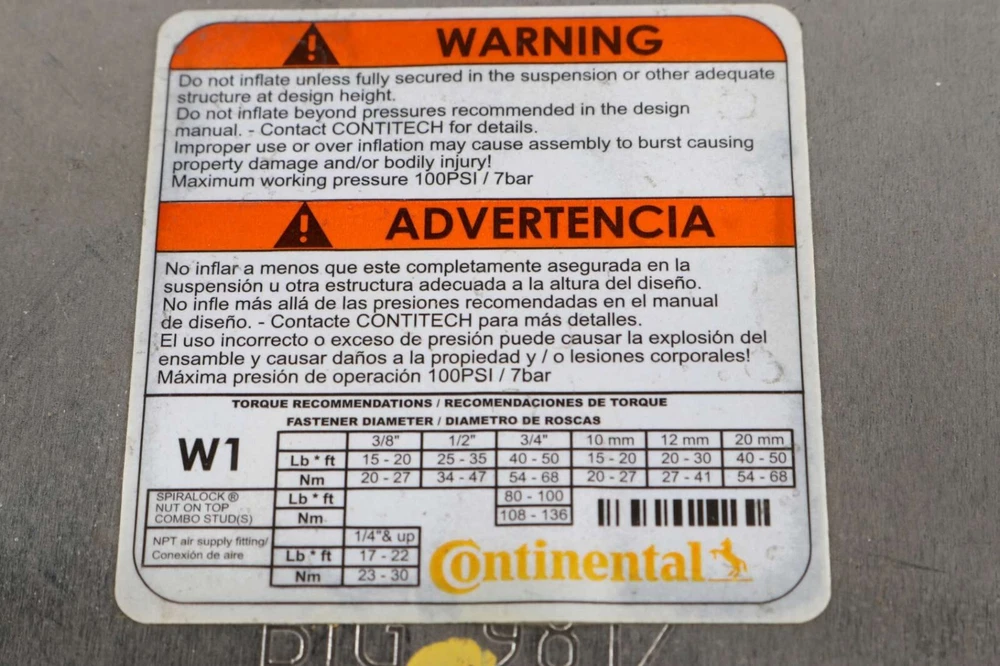 WARNING
Do not inflate unless fully secured in the suspension or other adequate
structure at design height.
Do not inflate beyond pressures recommended in the design
manual. - Contact CONTITECH for details.
Improper use or over inflation may cause assembly to burst causing
property damage and/or bodily injury!
Maximum working pressure 100PSI / 7bar
ADVERTENCIA
No inflar a menos que este completamente asegurada en la
suspensión u otra estructura adecuada a la altura del diseño.
No infle más allá de las presiones recomendadas en el manual
de diseño. - Contacte CONTITECH para más detalles.
El uso incorrecto o exceso de presión puede causar la explosión del
ensamble y causar daños a la propiedad y / o lesiones corporales!
Máxima presión de operación 100PSI / 7bar
TORQUE RECOMMENDATIONS / RECOMENDACIONES DE TORQUE
FASTENER DIAMETER / DIAMETRO DE ROSCAS
W1
3/8" 1/2" 3/4" 10 mm 12 mm 20 mm
Lb * ft 15 - 20 25 - 35 40 - 50 15 - 20 20 - 30 40 - 50
Nm 20 - 27 34 - 47 54 - 68 20 - 27 27 - 41 54 - 68
SPIRALOCK ® Lb * ft 80 - 100
NUT ON TOP
COMBO STUD(S) Nm 108 - 136
1/4"& up
NPT air supply fitting/
Conexión de aire Lb * ft 17 - 22
Nm 23 - 30
Continental